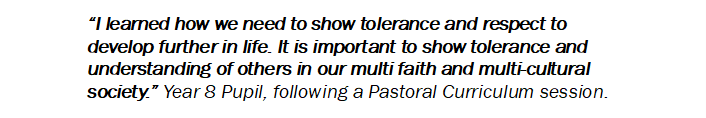 “I learned how we need to show tolerance and respect to
develop further in life. It is important to show tolerance and
understanding of others in our multi faith and multi-cultural
society.” Year 8 Pupil, following a Pastoral Curriculum session.